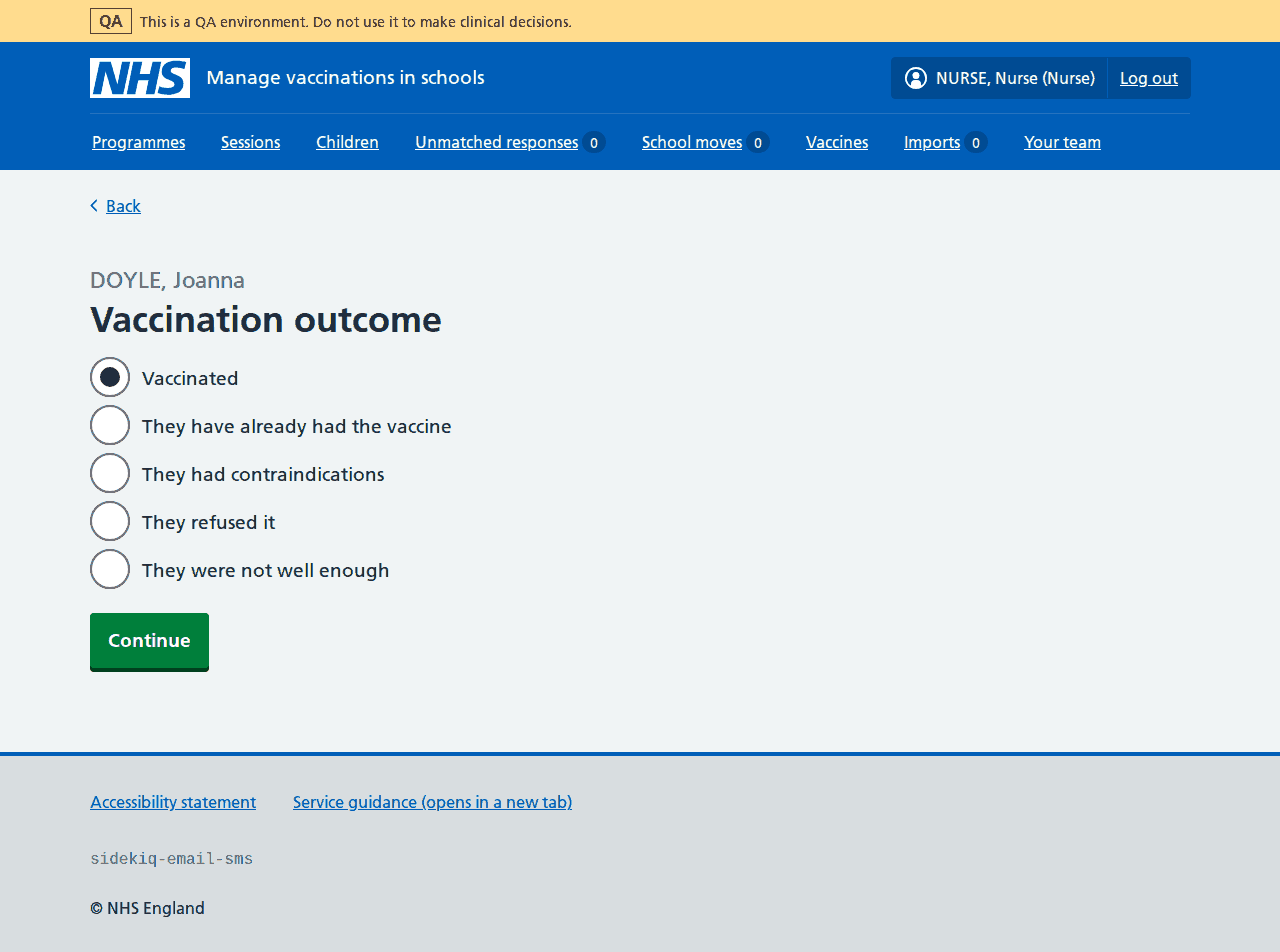 QA This is a QA environment. Do not use it to make clinical decisions.
NHS Manage vaccinations in schools NURSE, Nurse (Nurse) Log out
Programmes Sessions Children Unmatched responses 0 School moves 0 Vaccines Imports 0 Your team
Back
DOYLE, Joanna
Vaccination outcome
Vaccinated
They have already had the vaccine
They had contraindications
They refused it
They were not well enough
Continue
Accessibility statement Service guidance (opens in a new tab)
sidekiq-email-sms
© NHS England